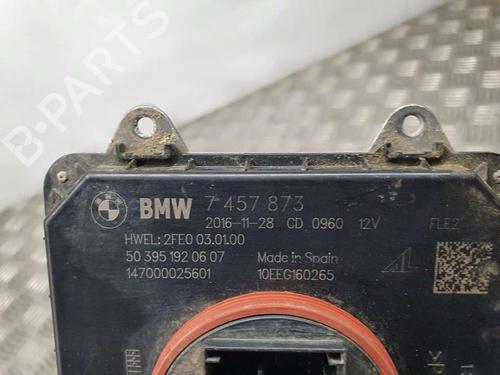 B-PARTS
BMW 7 457 873
2016-11-28 CD 0960 12V FLE2
HWEL: 2FE0 03.01.00
50 395 192 06 07 Made in Spain
147000025601 10EEG160265
AL